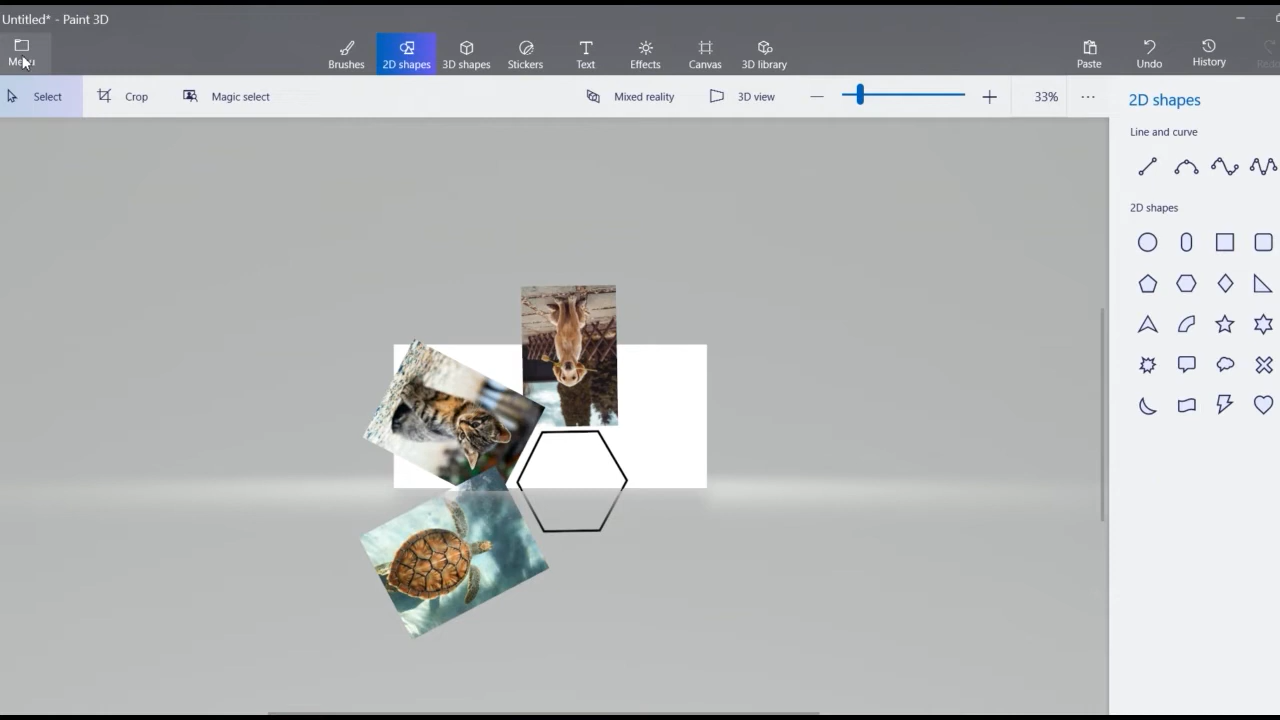 Untitled* - Paint 3D
Menu
Brushes
2D shapes
3D shapes
Stickers
Text
Effects
Canvas
3D library
Paste
Undo
History
Redo
Select
Crop
Magic select
Mixed reality
3D view
33%
2D shapes
Line and curve
2D shapes